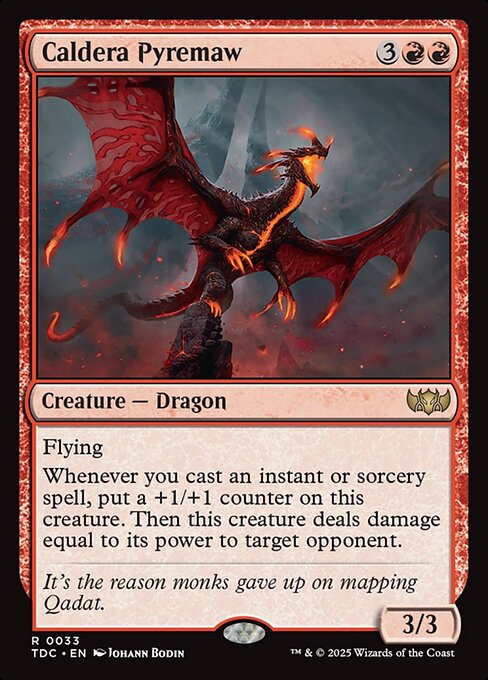 Caldera Pyremaw 3
Creature — Dragon
Flying
Whenever you cast an instant or sorcery
spell, put a +1/+1 counter on this
creature. Then this creature deals damage
equal to its power to target opponent.
It's the reason monks gave up on mapping
Qadat.
3/3
R 0033
TDC • EN Johann Bodin
™ & © 2025 Wizards of the Coast